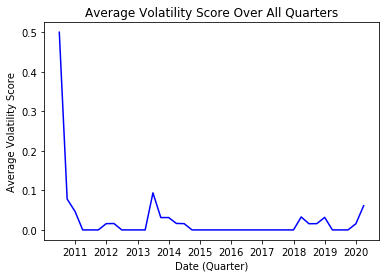 Average Volatility Score Over All Quarters
Average Volatility Score
0.5
0.4
0.3
0.2
0.1
0.0
2011 2012 2013 2014 2015 2016 2017 2018 2019 2020
Date (Quarter)